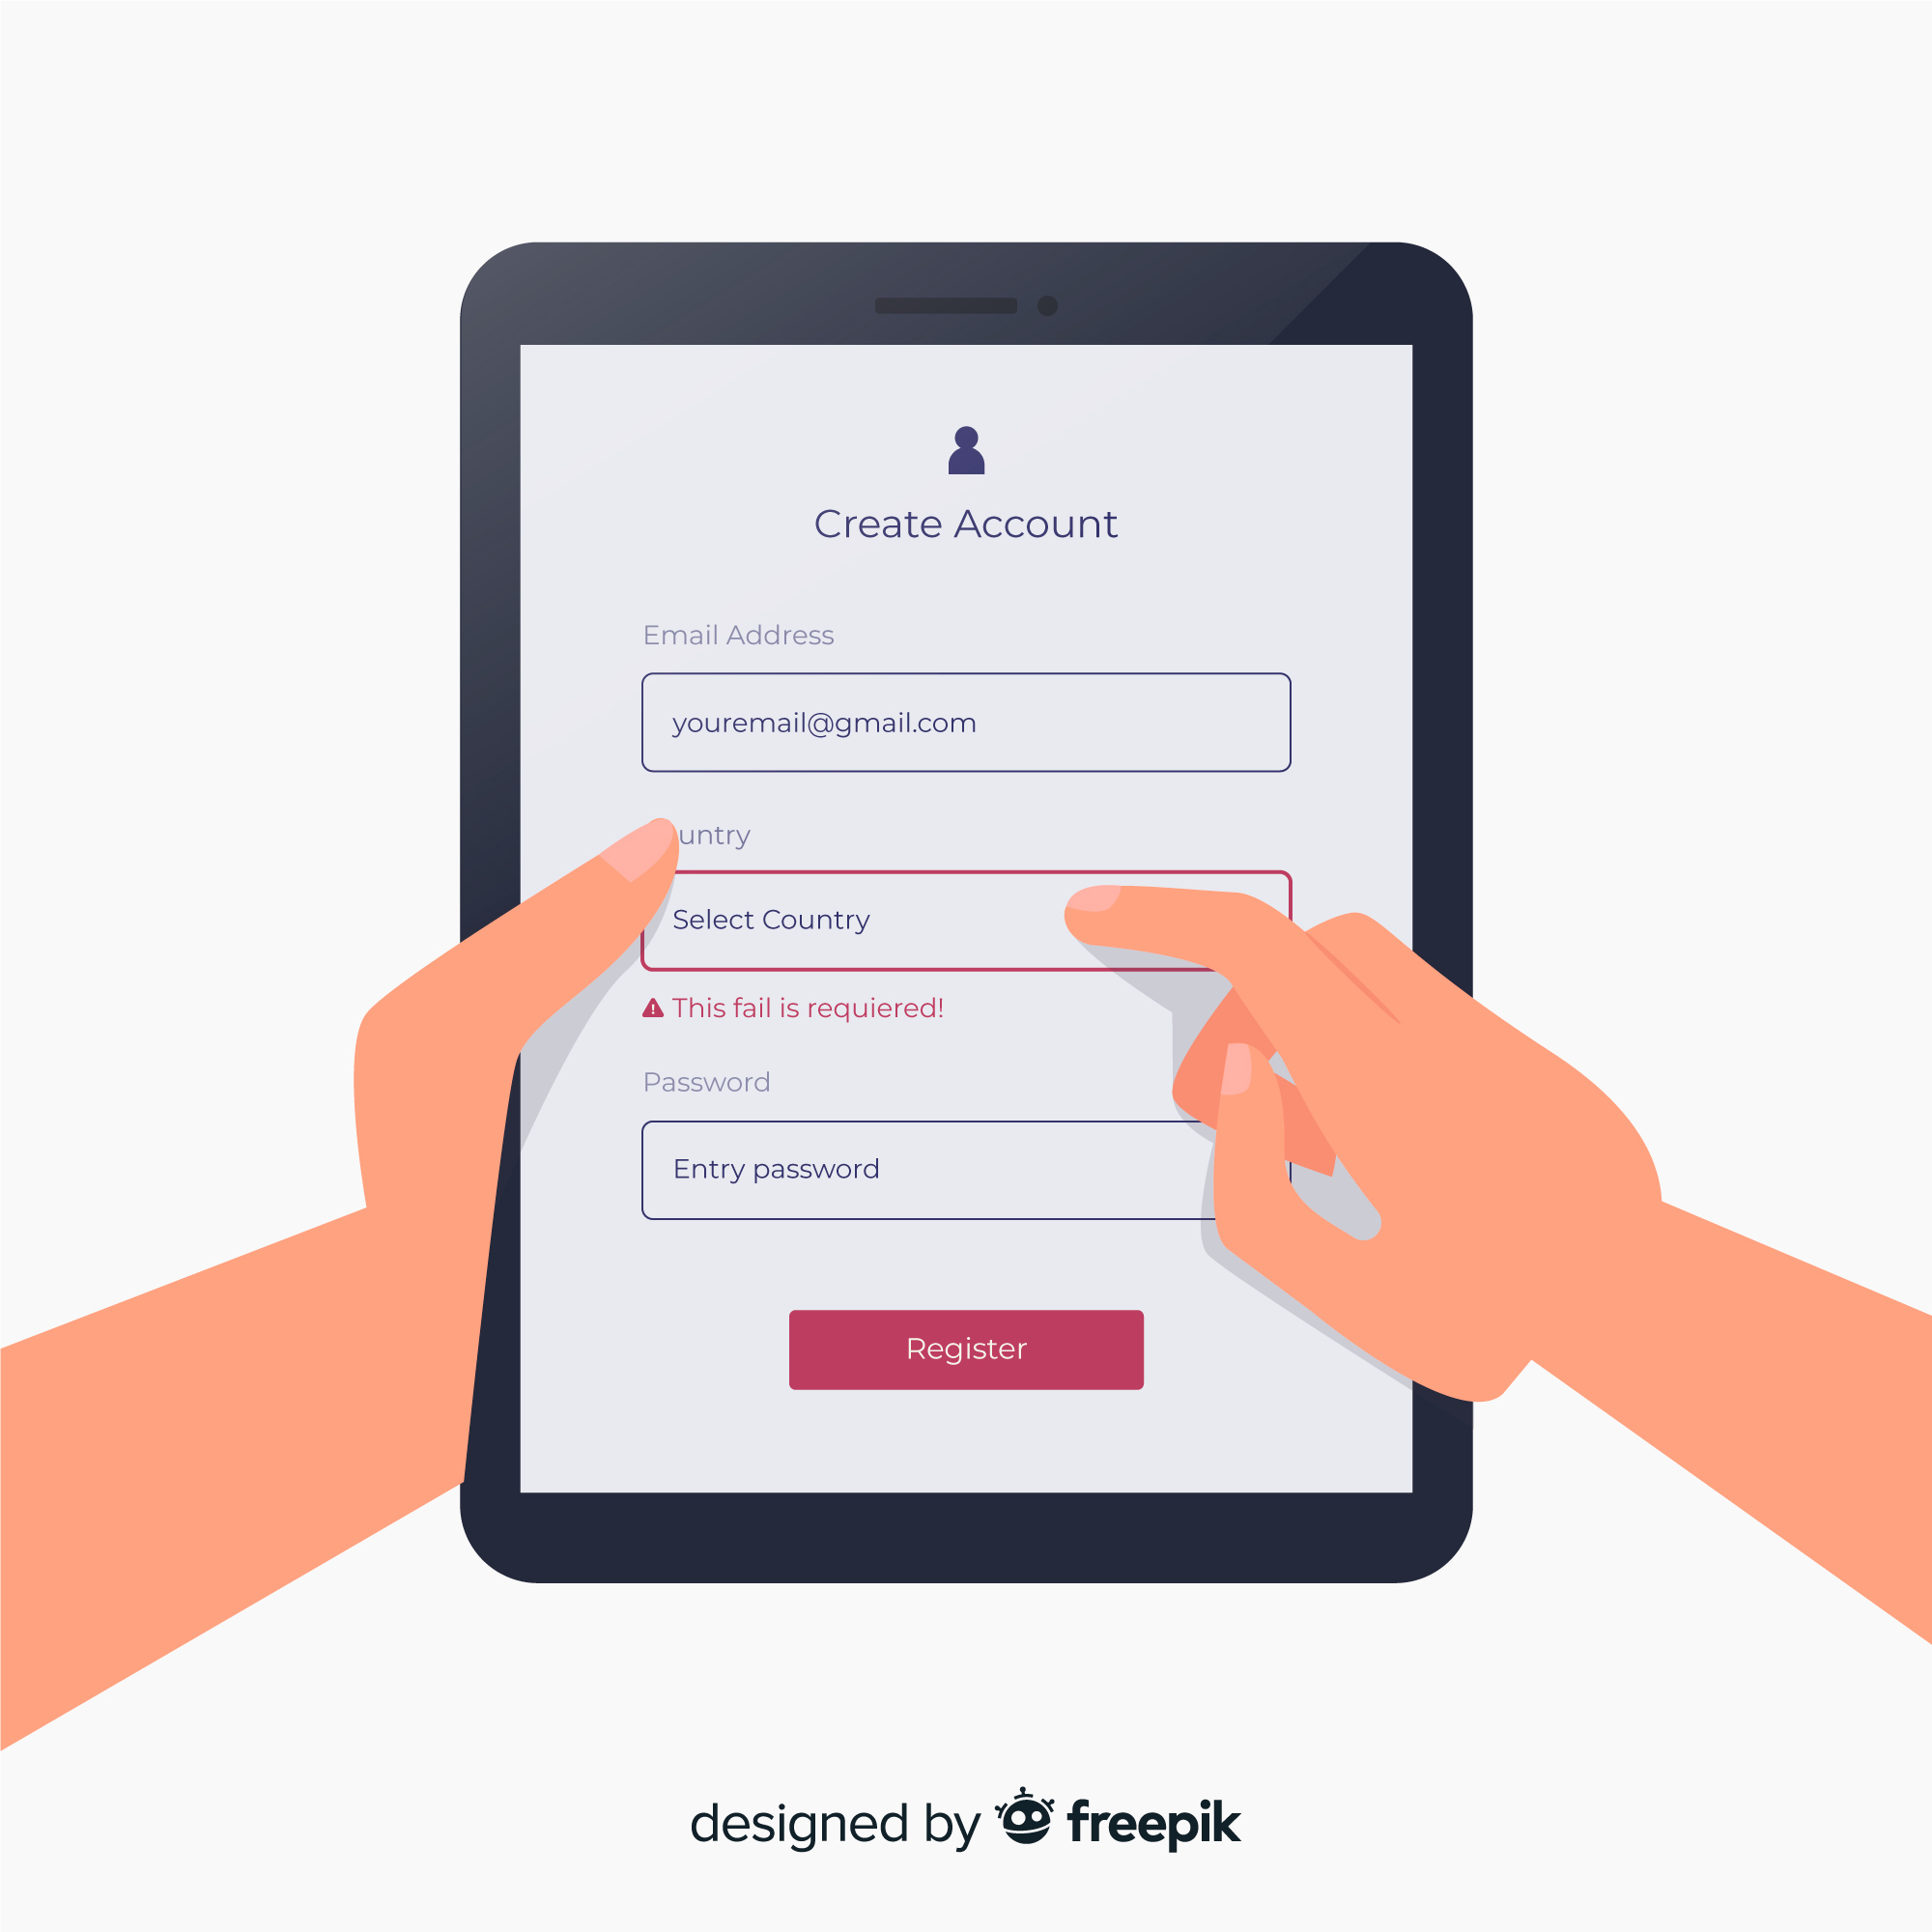 Create Account
Email Address
youremail@gmail.com
untry
Select Country
This fail is requiered!
Password
Entry password
Register
designed by freepik